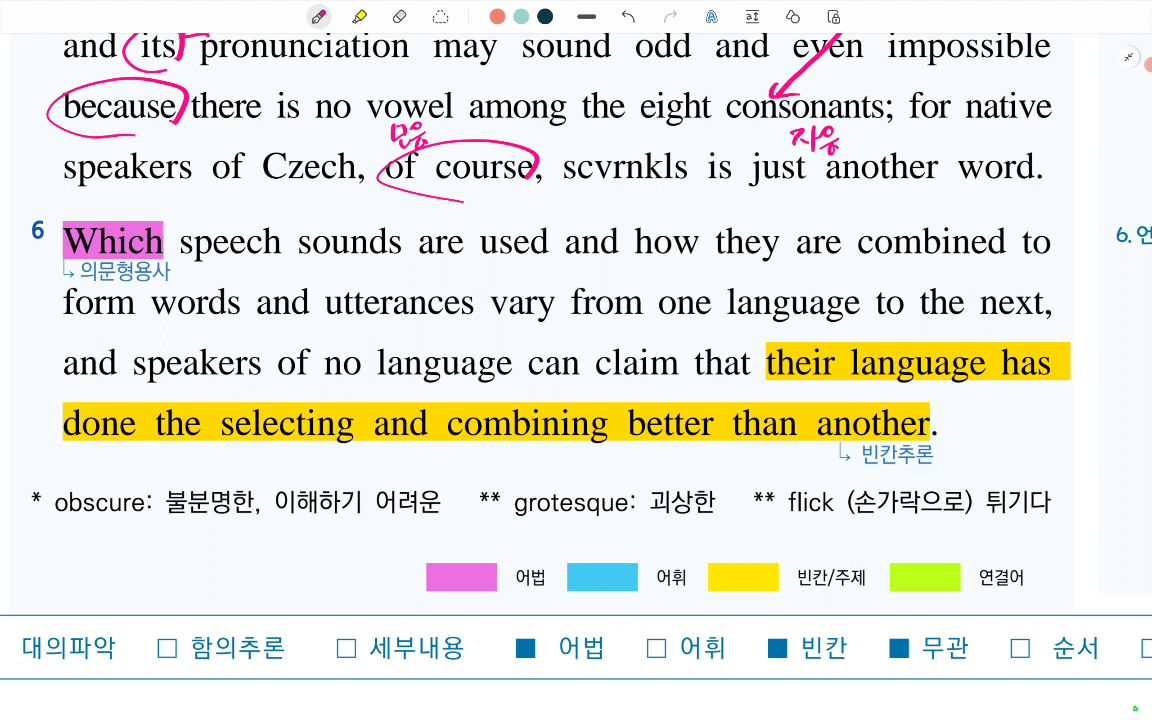 and its pronunciation may sound odd and even impossible
because there is no vowel among the eight consonants; for native
모음 자음
speakers of Czech, of course, scvrnkls is just another word.
6 Which speech sounds are used and how they are combined to
↳ 의문형용사
form words and utterances vary from one language to the next,
and speakers of no language can claim that their language has
done the selecting and combining better than another.
↳ 빈칸추론
6. 엔
* obscure: 불분명한, 이해하기 어려운 ** grotesque: 괴상한 ** flick (손가락으로) 튀기다
어법 어휘 빈칸/주제 연결어
대의파악 □ 함의추론 □ 세부내용 ■ 어법 □ 어휘 ■ 빈칸 ■ 무관 □ 순서 □